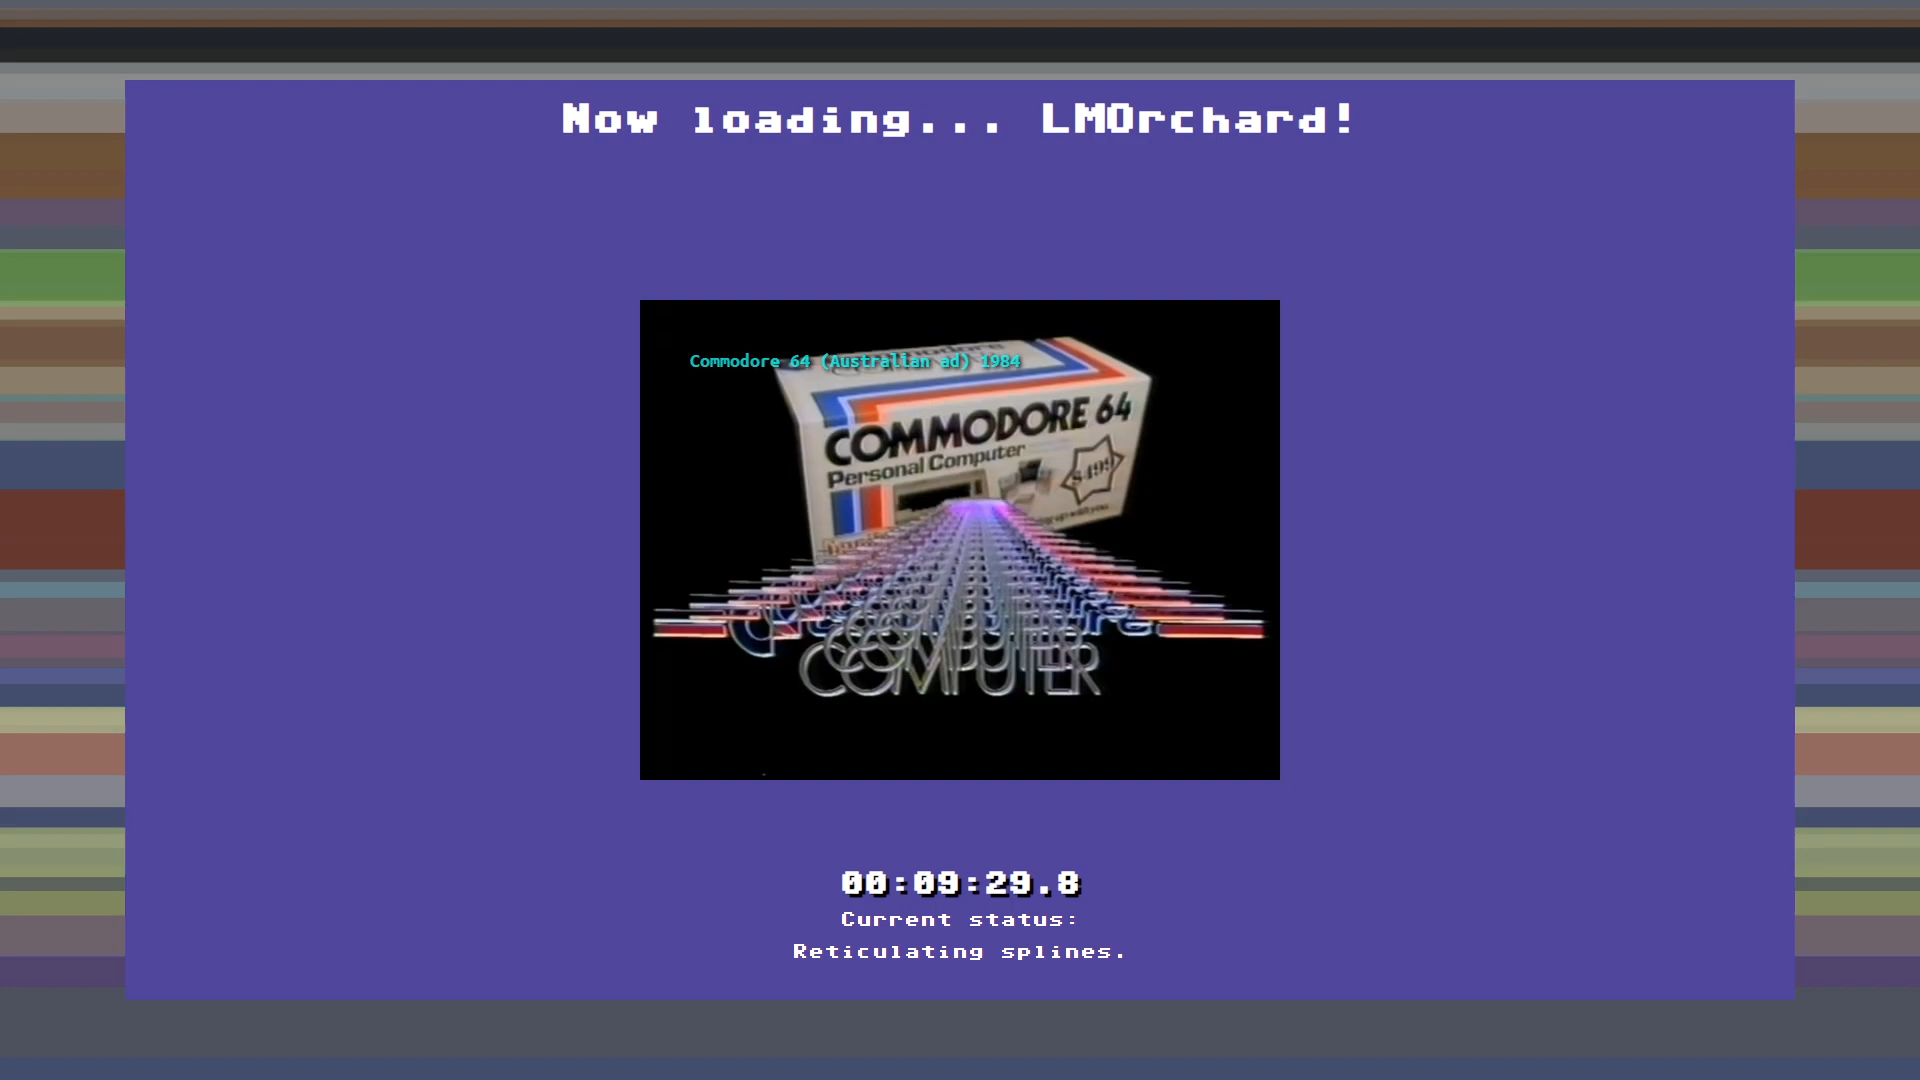 Now loading... LMOrchard!
Commodore 64 (Australian ad) 1984
COMMODORE 64
Personal Computer
$499
COMPUTER
00:09:29.8
Current status:
Reticulating splines.